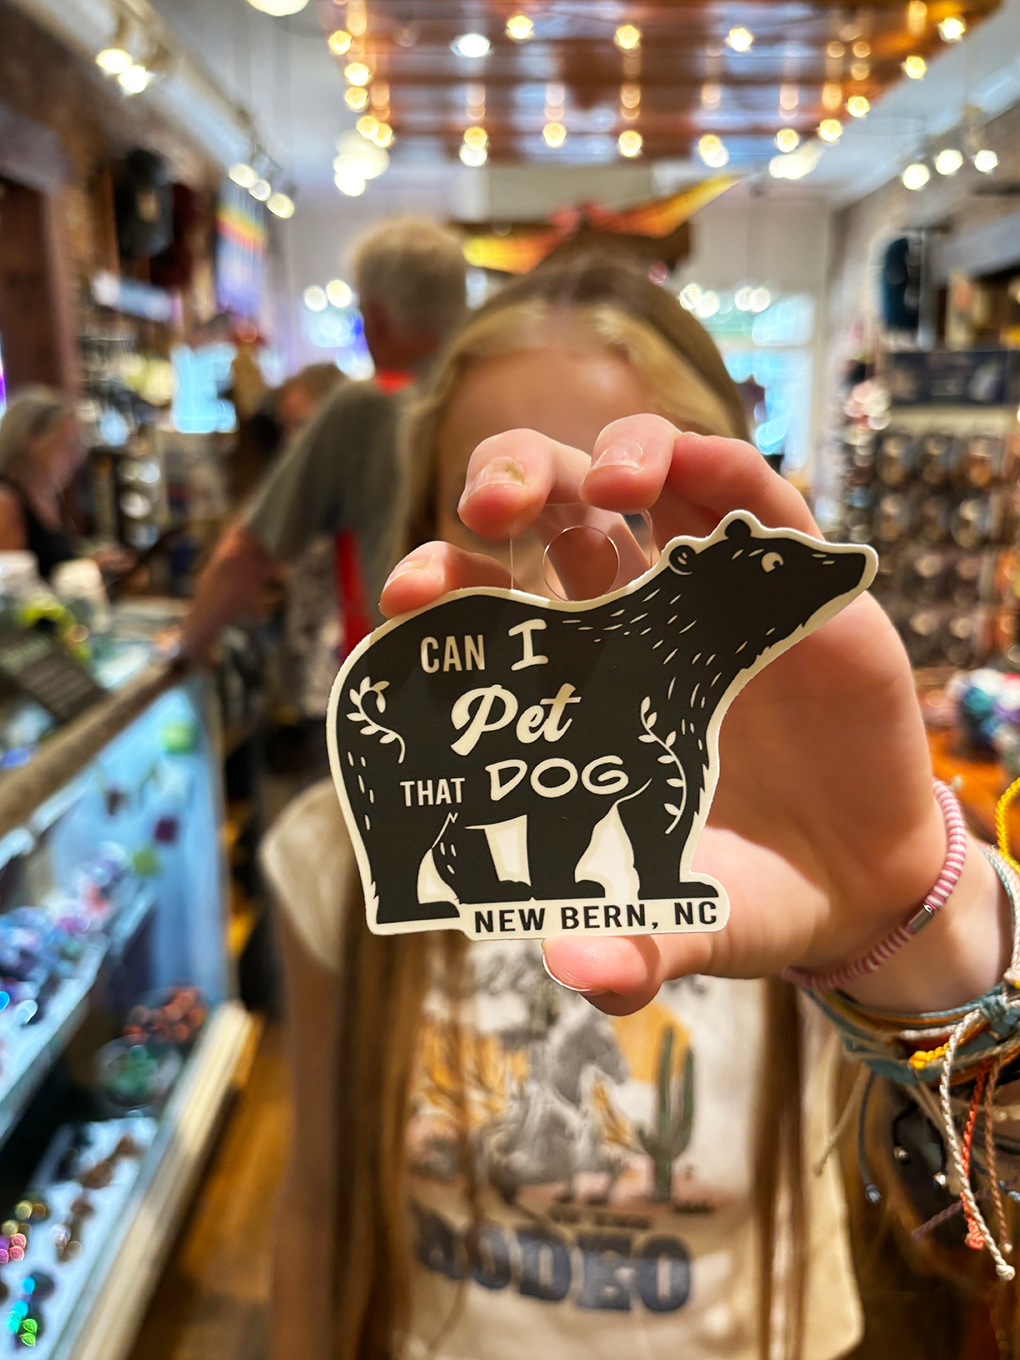 CAN I
Pet
THAT DOG
NEW BERN, NC
RODEO